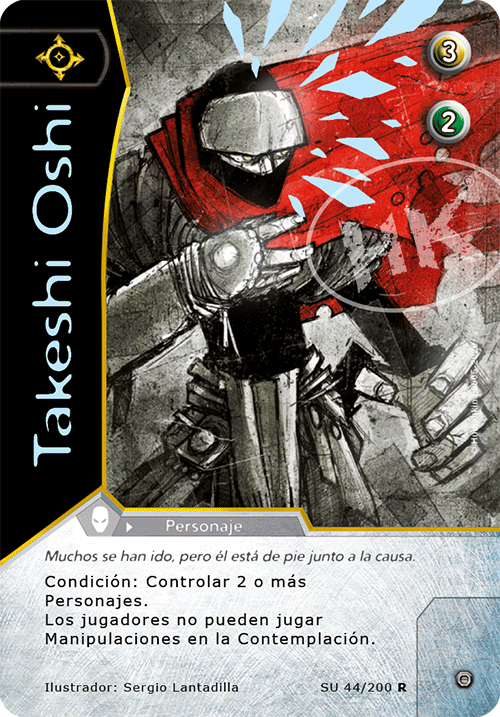 3
2
Takeshi Oshi
HK
Personaje
Muchos se han ido, pero él está de pie junto a la causa.
Condición: Controlar 2 o más
Personajes.
Los jugadores no pueden jugar
Manipulaciones en la Contemplación.
Ilustrador: Sergio Lantadilla
SU 44/200 R